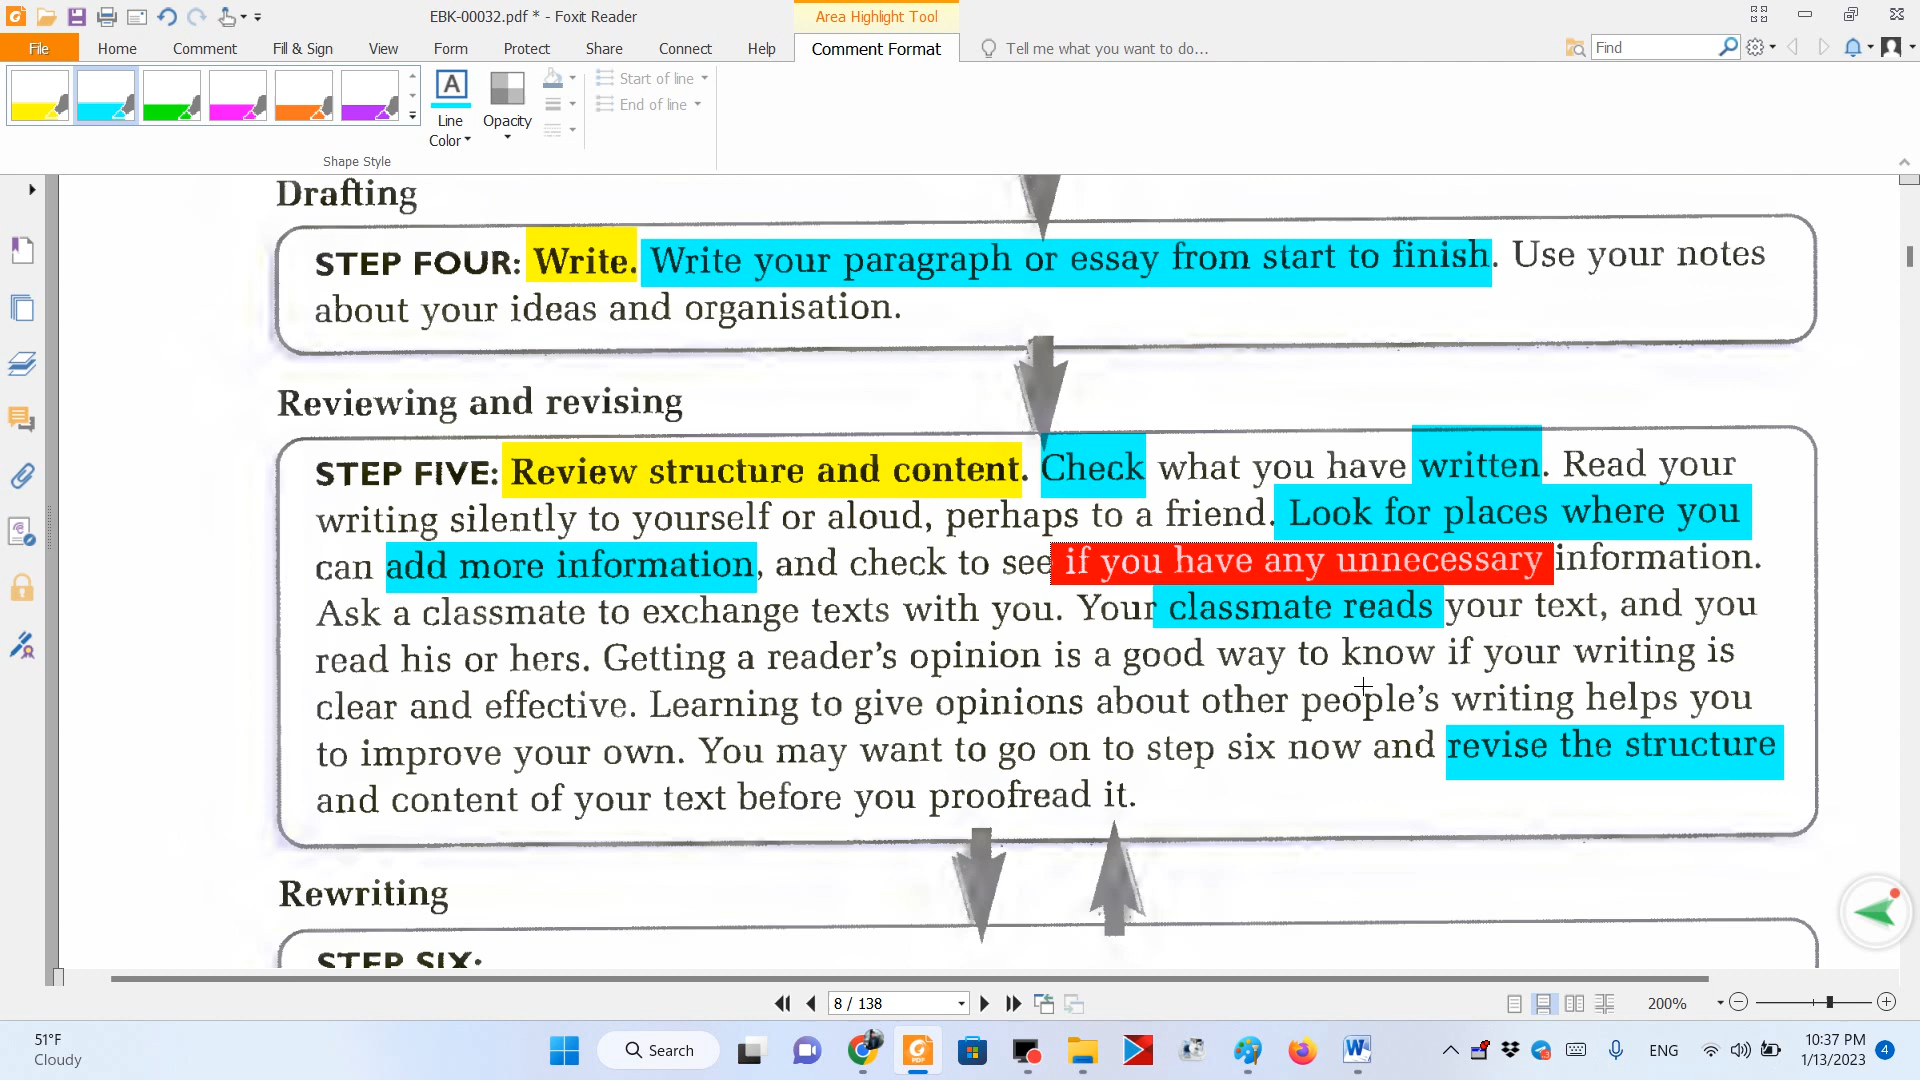 EBK-00032.pdf * - Foxit Reader
Area Highlight Tool
File Home Comment Fill & Sign View Form Protect Share Connect Help Comment Format Tell me what you want to do... Find
Line Color
Opacity
Start of line
End of line
Shape Style
Drafting
STEP FOUR: Write. Write your paragraph or essay from start to finish. Use your notes
about your ideas and organisation.
Reviewing and revising
STEP FIVE: Review structure and content. Check what you have written. Read your
writing silently to yourself or aloud, perhaps to a friend. Look for places where you
can add more information, and check to see if you have any unnecessary information.
Ask a classmate to exchange texts with you. Your classmate reads your text, and you
read his or hers. Getting a reader's opinion is a good way to know if your writing is
clear and effective. Learning to give opinions about other people's writing helps you
to improve your own. You may want to go on to step six now and revise the structure
and content of your text before you proofread it.
Rewriting
STEP SIX:
8 / 138
200%
51°F
Cloudy
Search
ENG
10:37 PM
1/13/2023
4